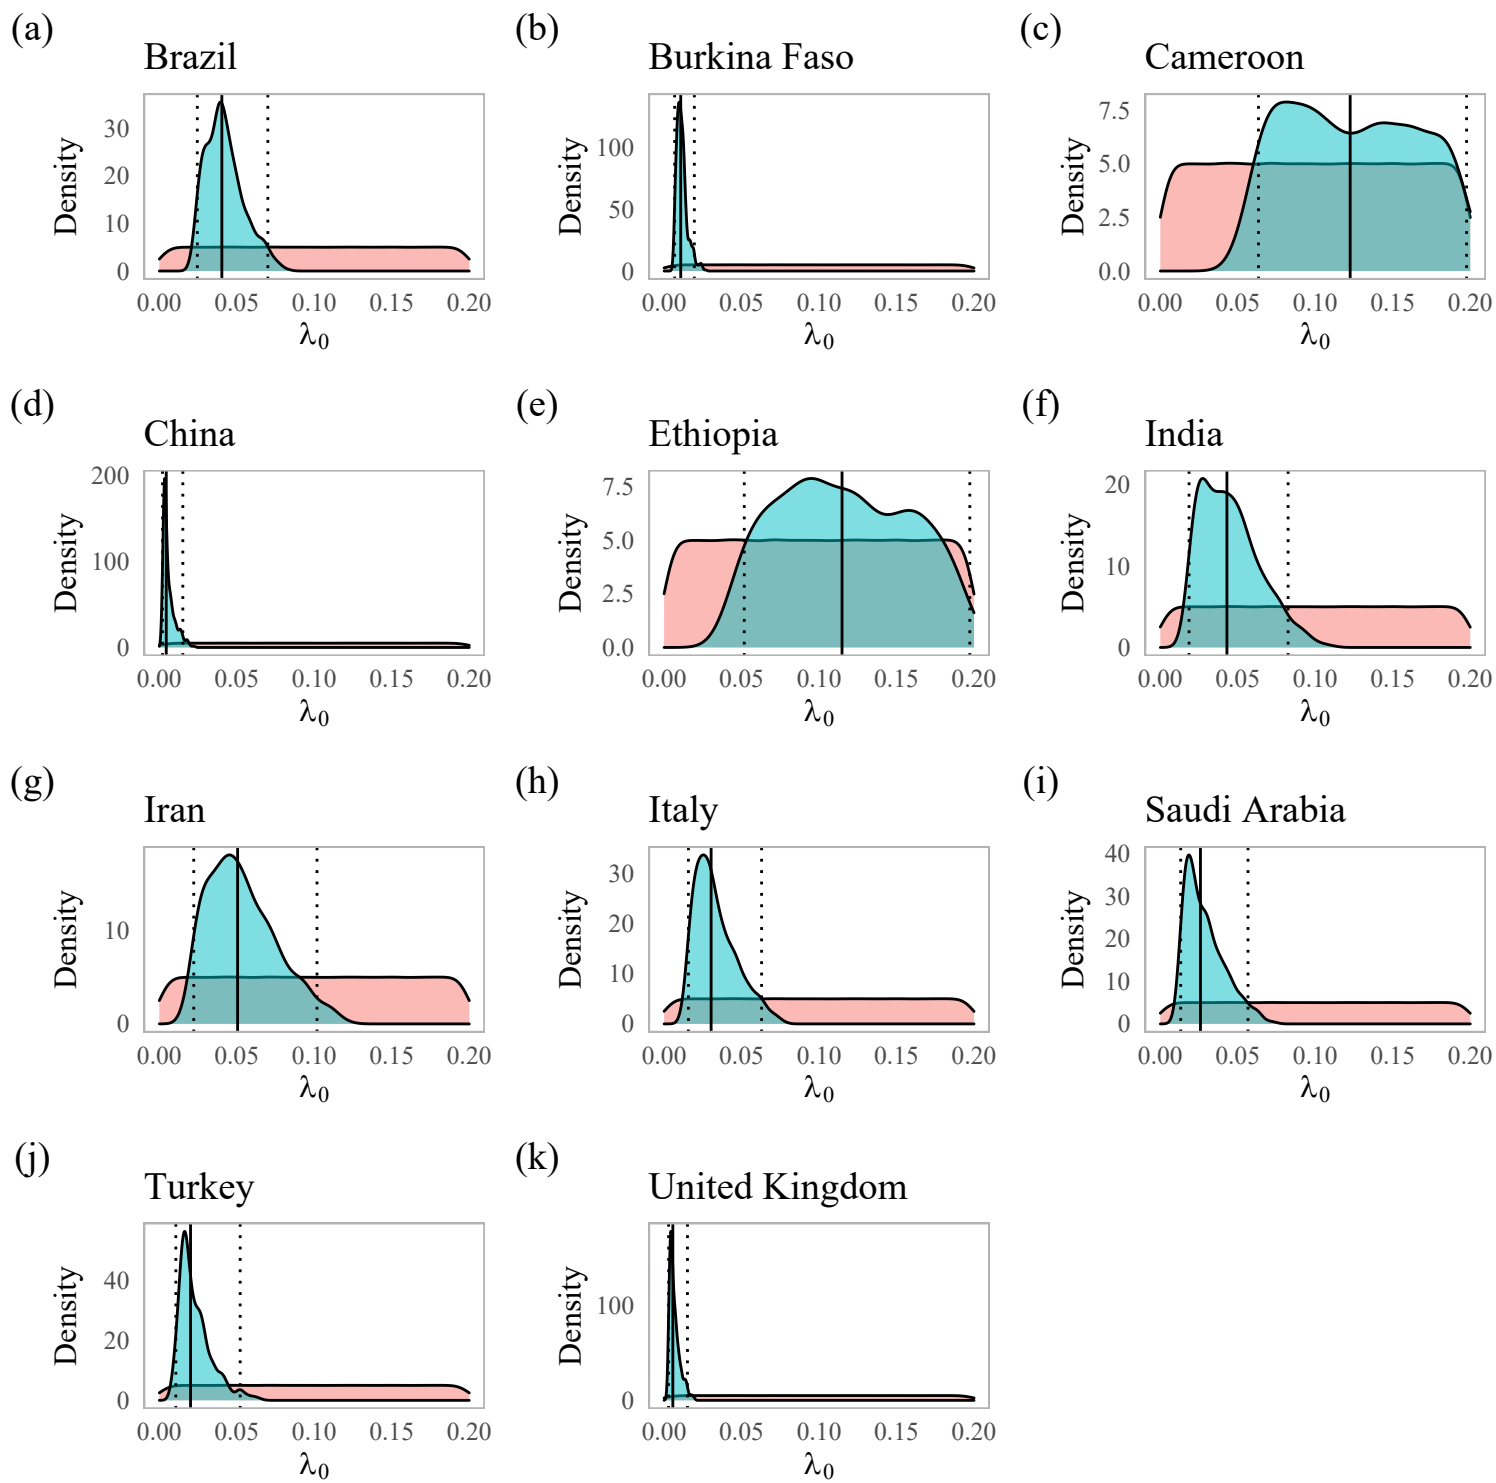 (a)
Brazil
Density
30
20
10
0
0.00 0.05 0.10 0.15 0.20
λ0
(b)
Burkina Faso
Density
100
50
0
0.00 0.05 0.10 0.15 0.20
λ0
(c)
Cameroon
Density
7.5
5.0
2.5
0.0
0.00 0.05 0.10 0.15 0.20
λ0
(d)
China
Density
200
100
0
0.00 0.05 0.10 0.15 0.20
λ0
(e)
Ethiopia
Density
7.5
5.0
2.5
0.0
0.00 0.05 0.10 0.15 0.20
λ0
(f)
India
Density
20
10
0
0.00 0.05 0.10 0.15 0.20
λ0
(g)
Iran
Density
10
0
0.00 0.05 0.10 0.15 0.20
λ0
(h)
Italy
Density
30
20
10
0
0.00 0.05 0.10 0.15 0.20
λ0
(i)
Saudi Arabia
Density
40
30
20
10
0
0.00 0.05 0.10 0.15 0.20
λ0
(j)
Turkey
Density
40
20
0
0.00 0.05 0.10 0.15 0.20
λ0
(k)
United Kingdom
Density
100
0
0.00 0.05 0.10 0.15 0.20
λ0